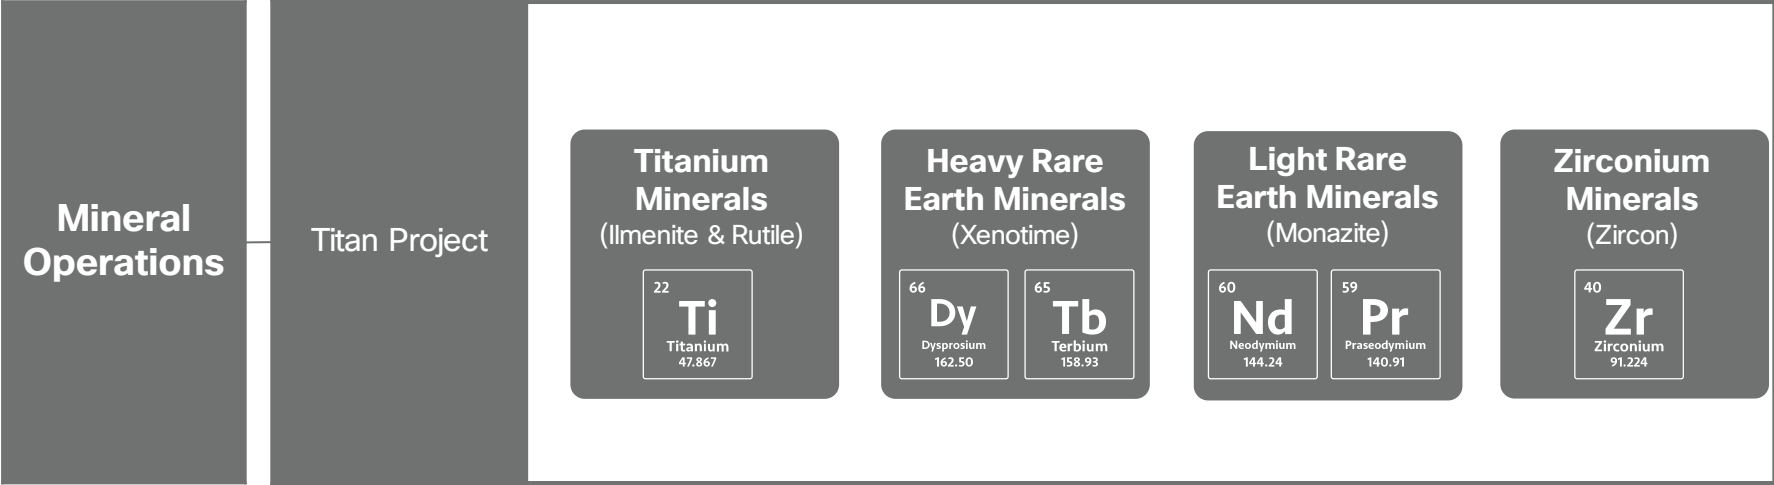 Mineral
Operations
Titan Project
Titanium
Minerals
(Ilmenite & Rutile)
22
Ti
Titanium
47.867
Heavy Rare
Earth Minerals
(Xenotime)
66
Dy
Dysprosium
162.50
65
Tb
Terbium
158.93
Light Rare
Earth Minerals
(Monazite)
60
Nd
Neodymium
144.24
59
Pr
Praseodymium
140.91
Zirconium
Minerals
(Zircon)
40
Zr
Zirconium
91.224